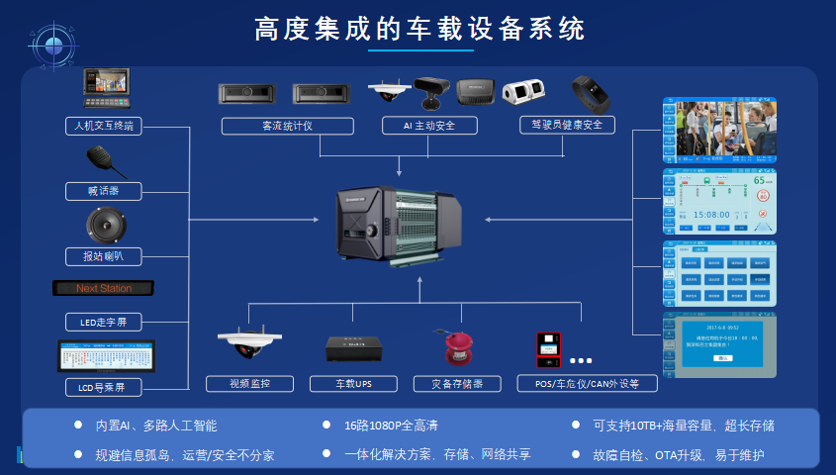 高度集成的车载设备系统
人机交互终端
客流统计仪
AI 主动安全
驾驶员健康安全
喊话器
报站喇叭
Next Station
LED走字屏
LCD导乘屏
视频监控
车载UPS
灾备存储器
POS/车危仪/CAN外设等
65
80
15:08:00
确认
内置AI、多路人工智能
16路1080P全高清
可支持10TB+海量容量，超长存储
规避信息孤岛，运营/安全不分家
一体化解决方案，存储、网络共享
故障自检、OTA升级，易于维护